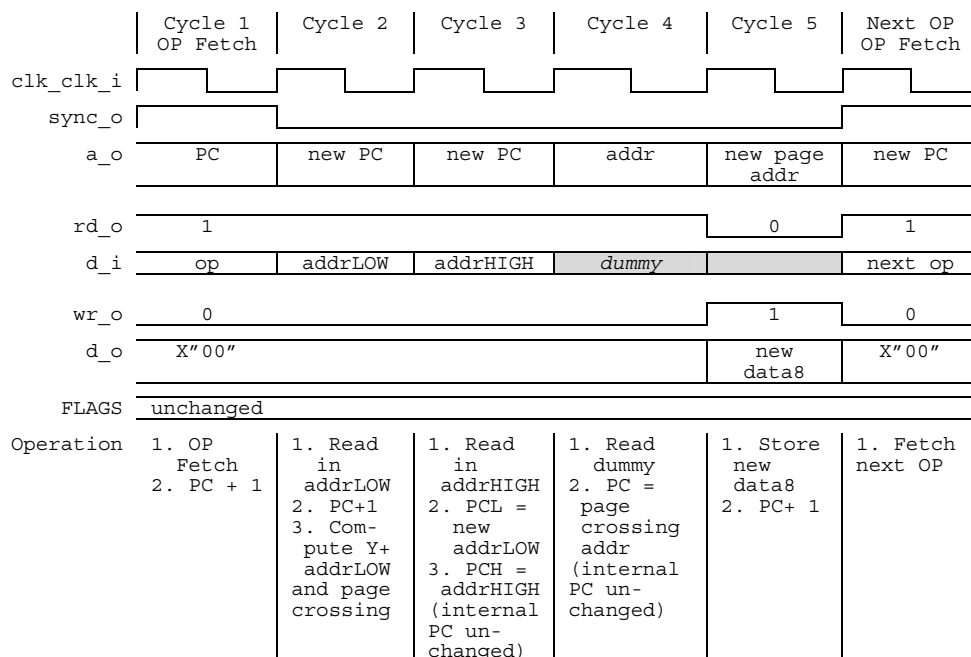 Cycle 1 Cycle 2 Cycle 3 Cycle 4 Cycle 5 Next OP
OP Fetch OP Fetch
clk_clk_i
sync_o
a_o PC new PC new PC addr new page new PC
addr
rd_o 1 0 1
d_i op addrLOW addrHIGH dummy next op
wr_o 0 1 0
d_o X"00" new X"00"
data8
FLAGS unchanged
Operation 1. OP 1. Read 1. Read 1. Read 1. Store 1. Fetch
Fetch in in dummy new next OP
2. PC + 1 addrLOW addrHIGH 2. PC = data8
2. PC+1 2. PCL = page 2. PC+ 1
3. Com- new crossing
pute Y+ addrLOW addr
addrLOW 3. PCH = (internal
and page addrHIGH PC un-
crossing (internal changed)
PC un-
changed)